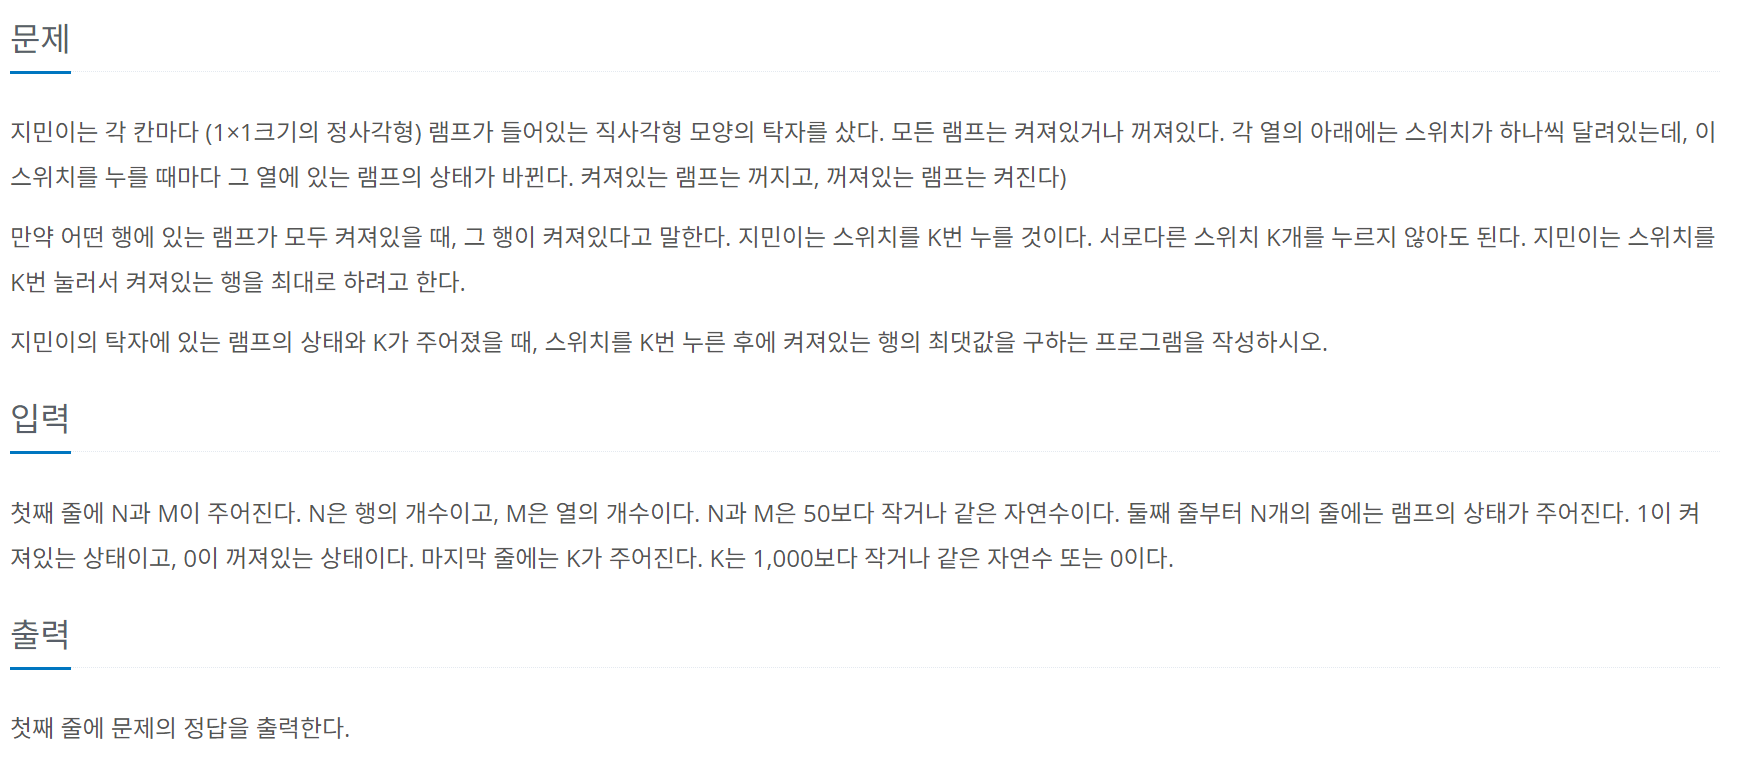 문제
지민이는 각 칸마다 (1×1크기의 정사각형) 램프가 들어있는 직사각형 모양의 탁자를 샀다. 모든 램프는 켜져있거나 꺼져있다. 각 열의 아래에는 스위치가 하나씩 달려있는데, 이
스위치를 누를 때마다 그 열에 있는 램프의 상태가 바뀐다. 켜져있는 램프는 꺼지고, 꺼져있는 램프는 켜진다)
만약 어떤 행에 있는 램프가 모두 켜져있을 때, 그 행이 켜져있다고 말한다. 지민이는 스위치를 K번 누를 것이다. 서로다른 스위치 K개를 누르지 않아도 된다. 지민이는 스위치를
K번 눌러서 켜져있는 행을 최대로 하려고 한다.
지민이의 탁자에 있는 램프의 상태와 K가 주어졌을 때, 스위치를 K번 누른 후에 켜져있는 행의 최댓값을 구하는 프로그램을 작성하시오.
입력
첫째 줄에 N과 M이 주어진다. N은 행의 개수이고, M은 열의 개수이다. N과 M은 50보다 작거나 같은 자연수이다. 둘째 줄부터 N개의 줄에는 램프의 상태가 주어진다. 1이 켜
져있는 상태이고, 0이 꺼져있는 상태이다. 마지막 줄에는 K가 주어진다. K는 1,000보다 작거나 같은 자연수 또는 0이다.
출력
첫째 줄에 문제의 정답을 출력한다.